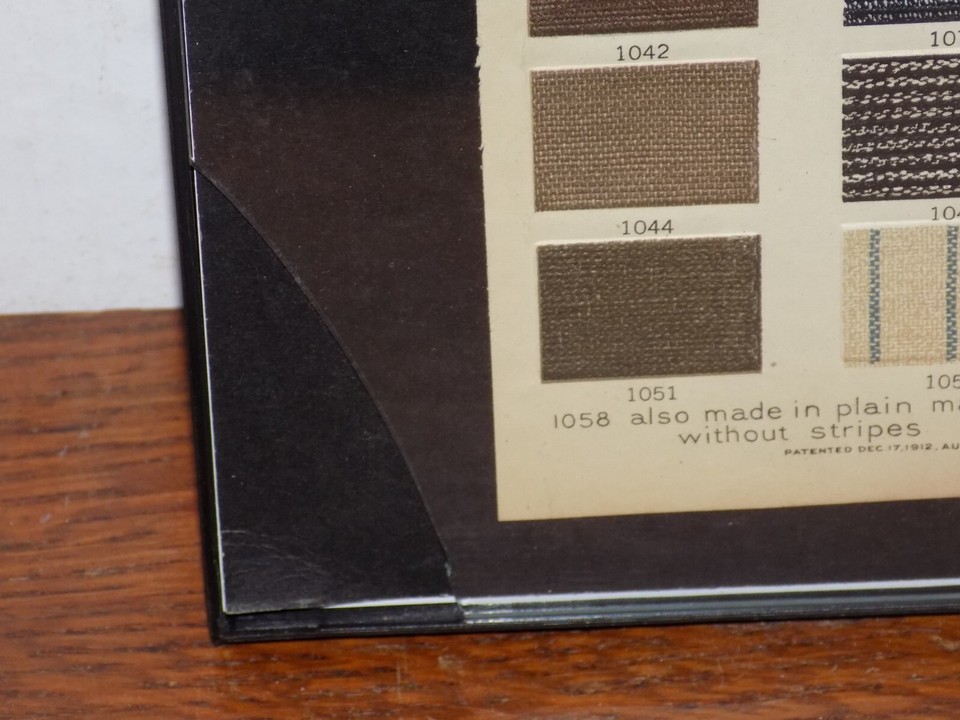 1042
1044
1051
1058 also made in plain
without stripes
PATENTED DEC. 17, 1912,